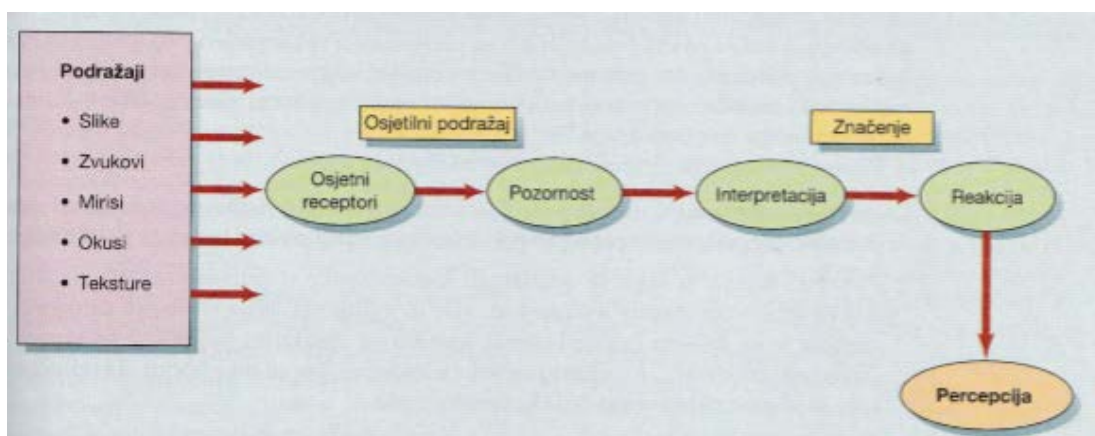 Podražaji
• Slike
• Zvukovi
• Mirisi
• Okusi
• Teksture
Osjetilni podražaj
Značenje
Osjetni
receptori
Pozornost
Interpretacija
Reakcija
Percepcija